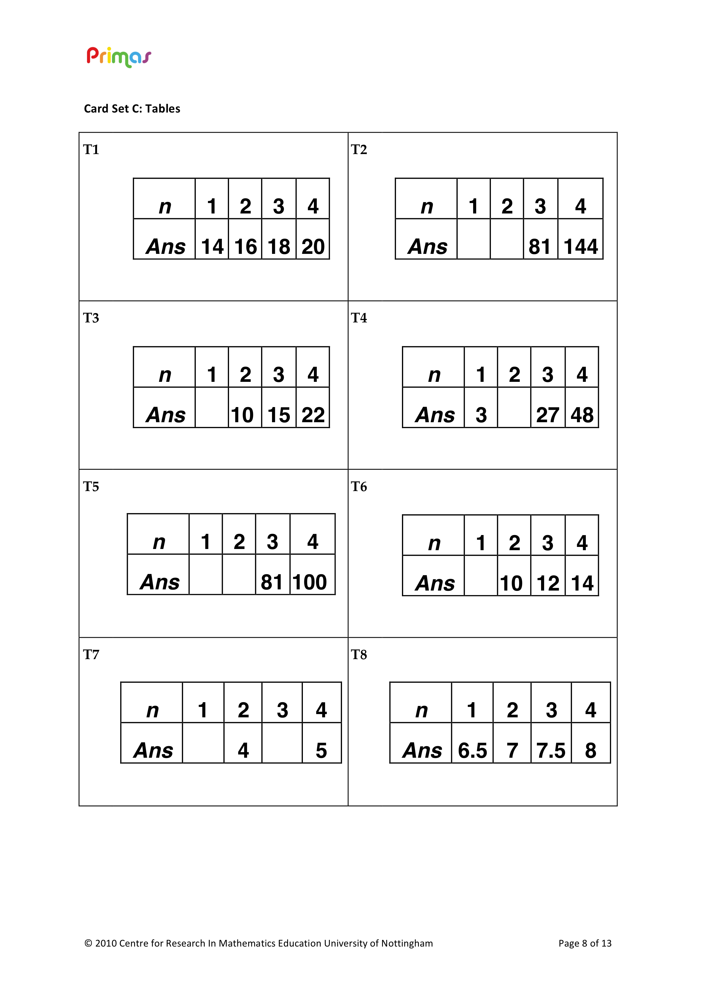 Primas
Card Set C: Tables
T1
n 1 2 3 4
Ans 14 16 18 20
T2
n 1 2 3 4
Ans 81 144
T3
n 1 2 3 4
Ans 10 15 22
T4
n 1 2 3 4
Ans 3 27 48
T5
n 1 2 3 4
Ans 81 100
T6
n 1 2 3 4
Ans 10 12 14
T7
n 1 2 3 4
Ans 4 5
T8
n 1 2 3 4
Ans 6.5 7 7.5 8
© 2010 Centre for Research In Mathematics Education University of Nottingham
Page 8 of 13